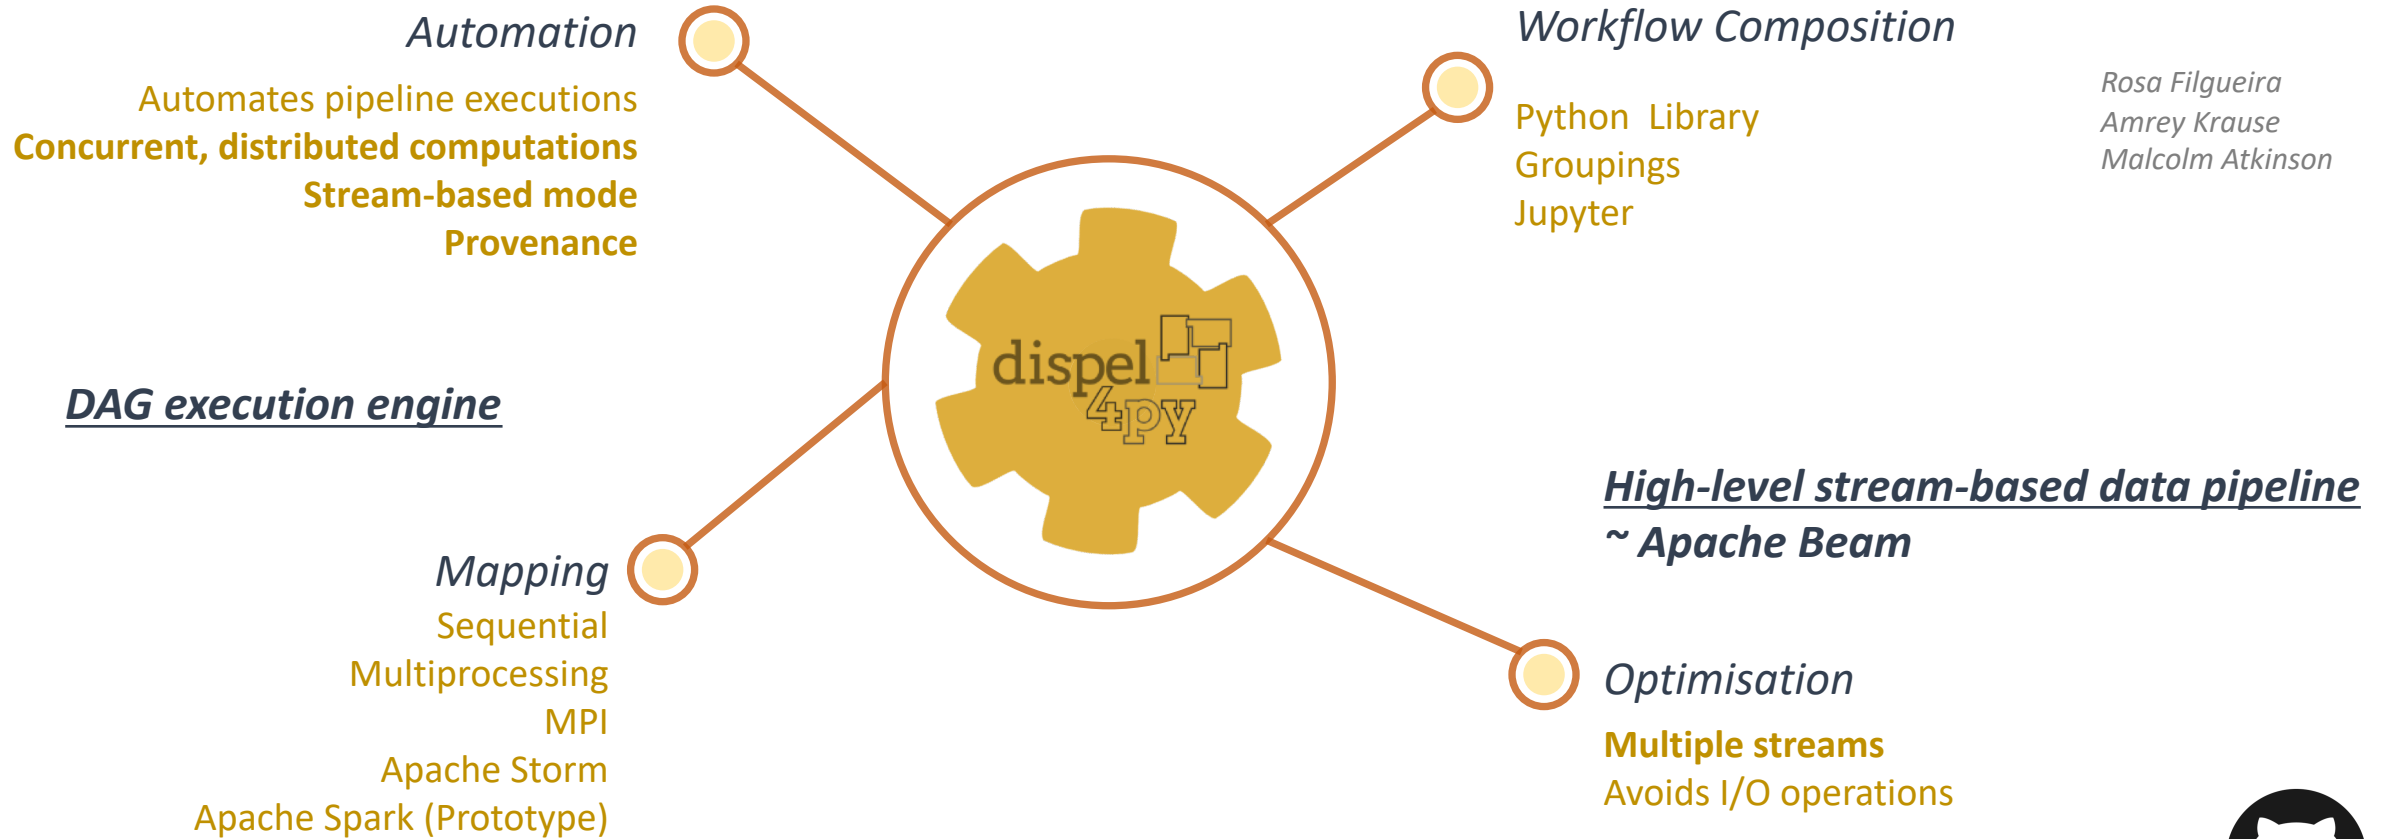 Automation
Automates pipeline executions
Concurrent, distributed computations
Stream-based mode
Provenance
Workflow Composition
Python Library
Groupings
Jupyter
Rosa Filgueira
Amrey Krause
Malcolm Atkinson
dispel
4py
DAG execution engine
High-level stream-based data pipeline
~ Apache Beam
Mapping
Sequential
Multiprocessing
MPI
Apache Storm
Apache Spark (Prototype)
Optimisation
Multiple streams
Avoids I/O operations